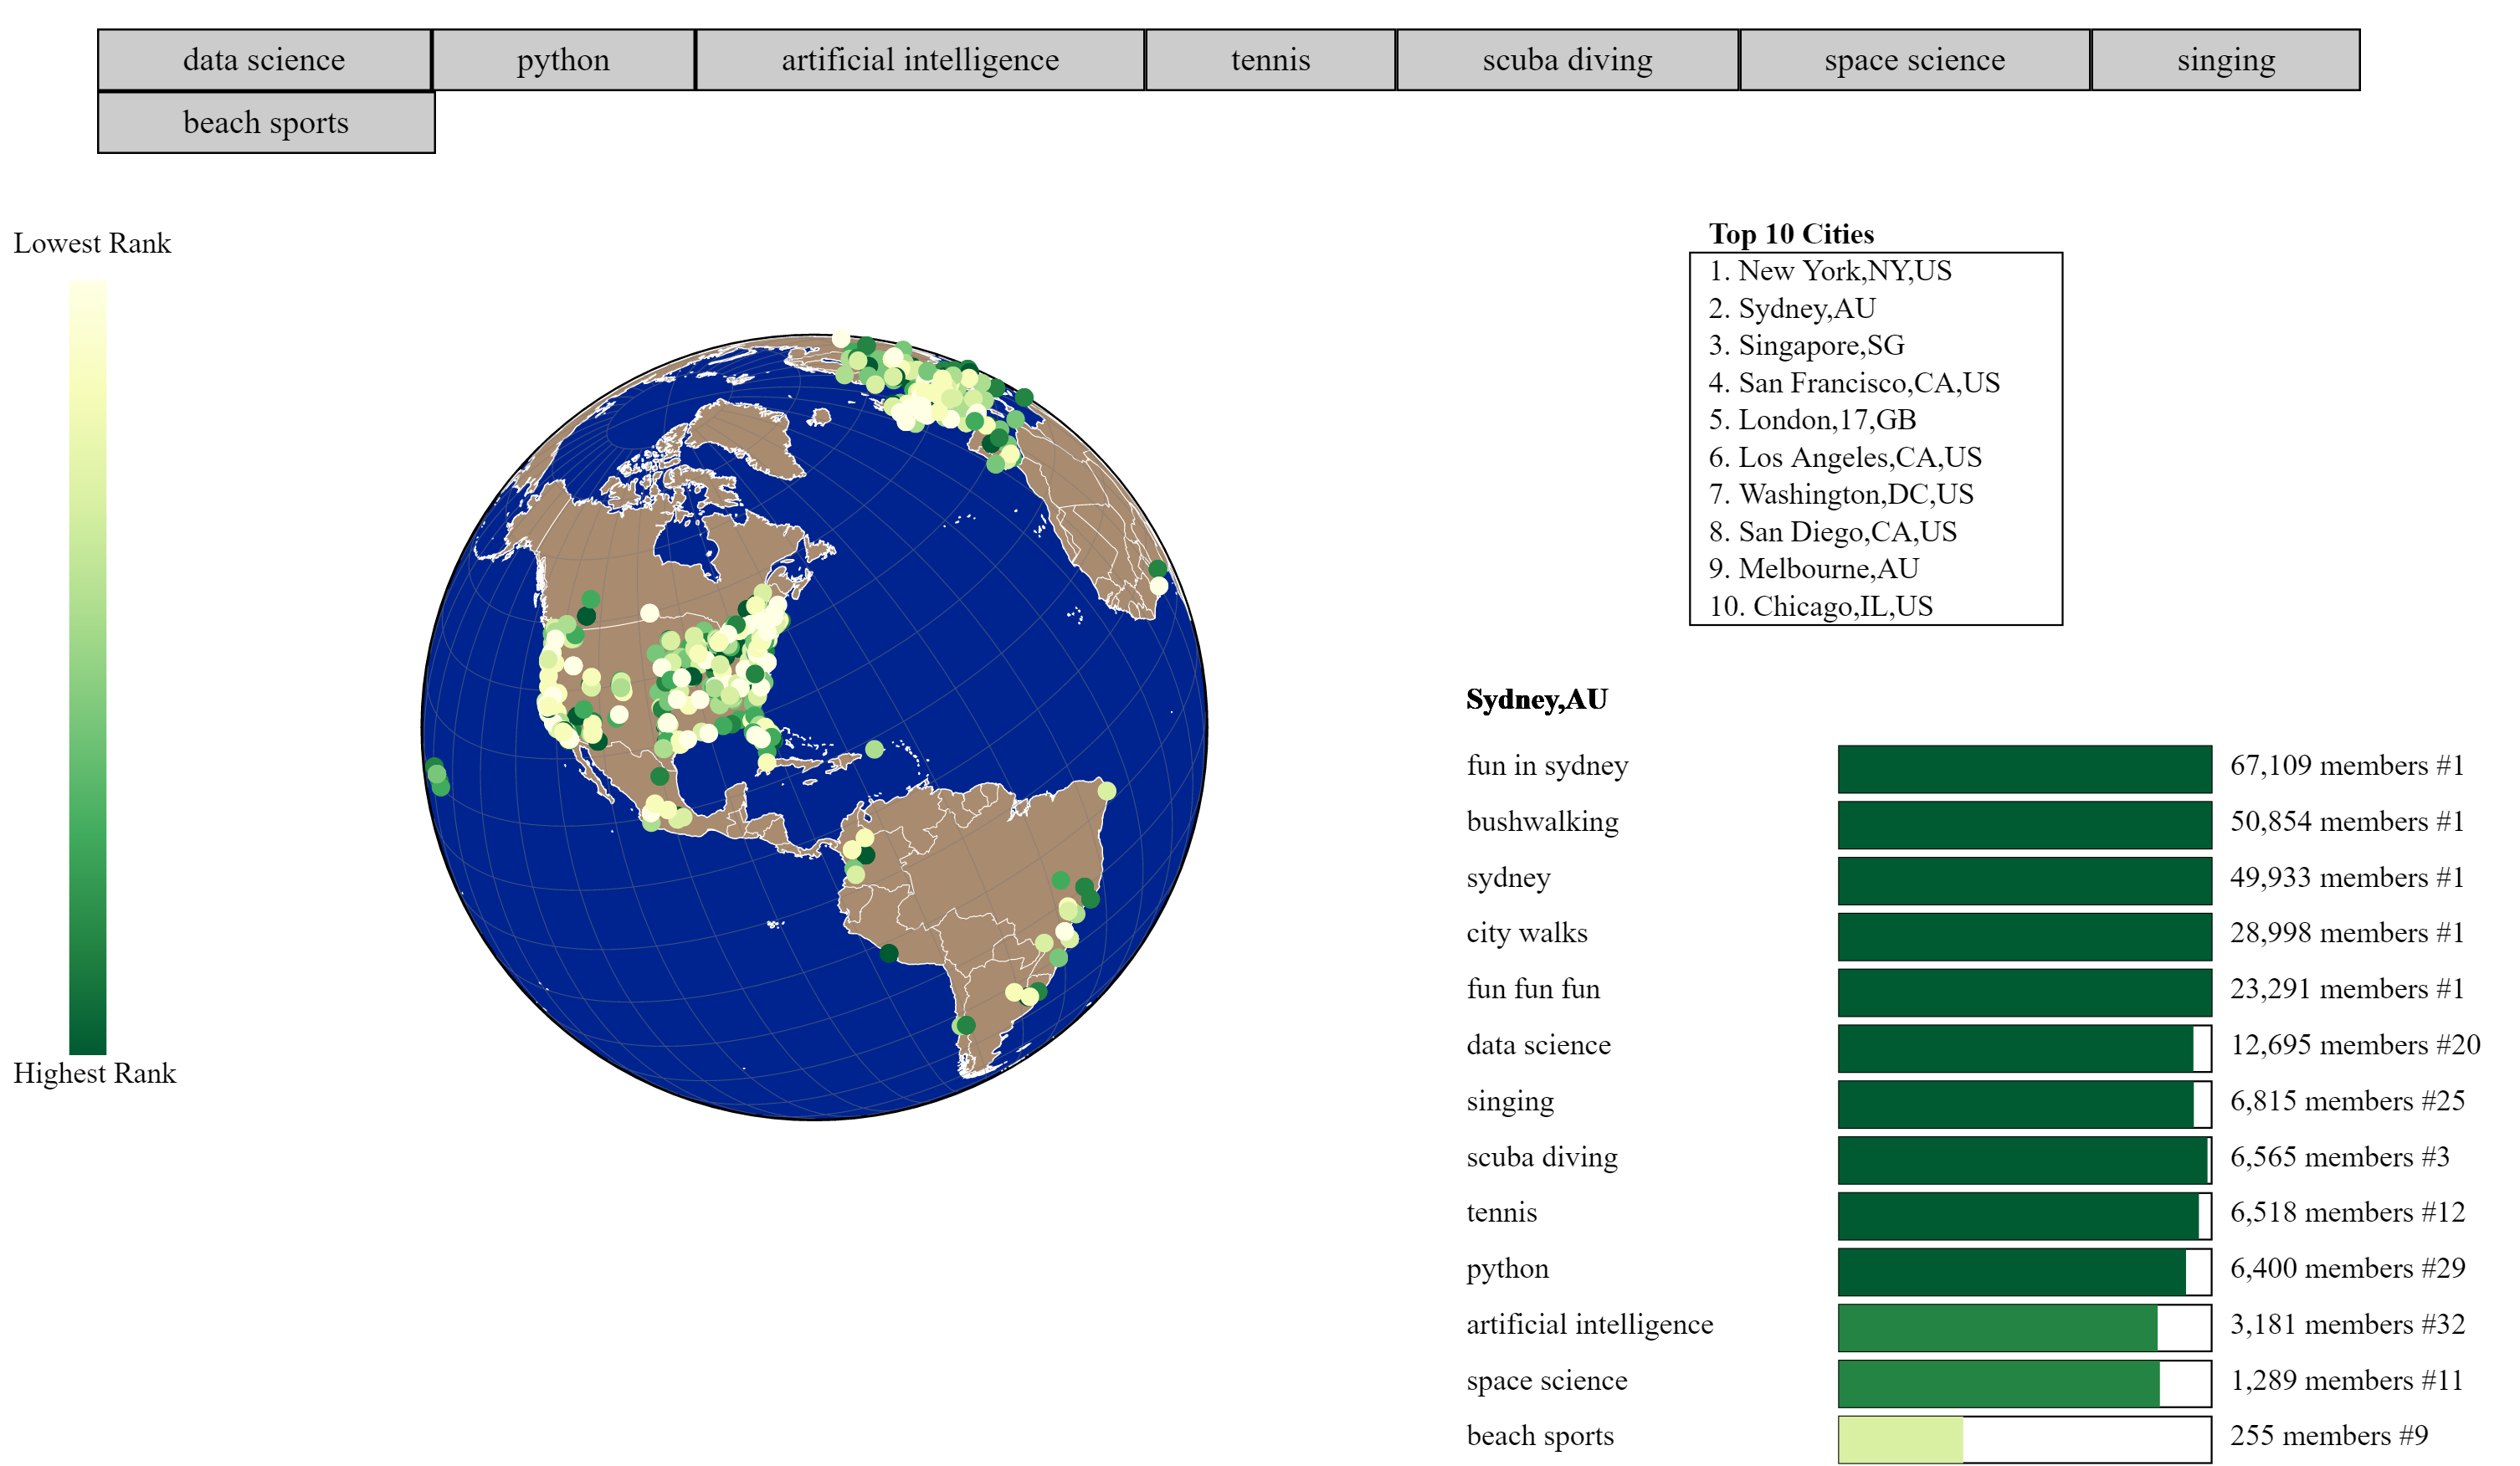 data science python artificial intelligence tennis scuba diving space science singing
beach sports
Lowest Rank
Highest Rank
Top 10 Cities
1. New York,NY,US
2. Sydney,AU
3. Singapore,SG
4. San Francisco,CA,US
5. London,17,GB
6. Los Angeles,CA,US
7. Washington,DC,US
8. San Diego,CA,US
9. Melbourne,AU
10. Chicago,IL,US
Sydney,AU
fun in sydney 67,109 members #1
bushwalking 50,854 members #1
sydney 49,933 members #1
city walks 28,998 members #1
fun fun fun 23,291 members #1
data science 12,695 members #20
singing 6,815 members #25
scuba diving 6,565 members #3
tennis 6,518 members #12
python 6,400 members #29
artificial intelligence 3,181 members #32
space science 1,289 members #11
beach sports 255 members #9